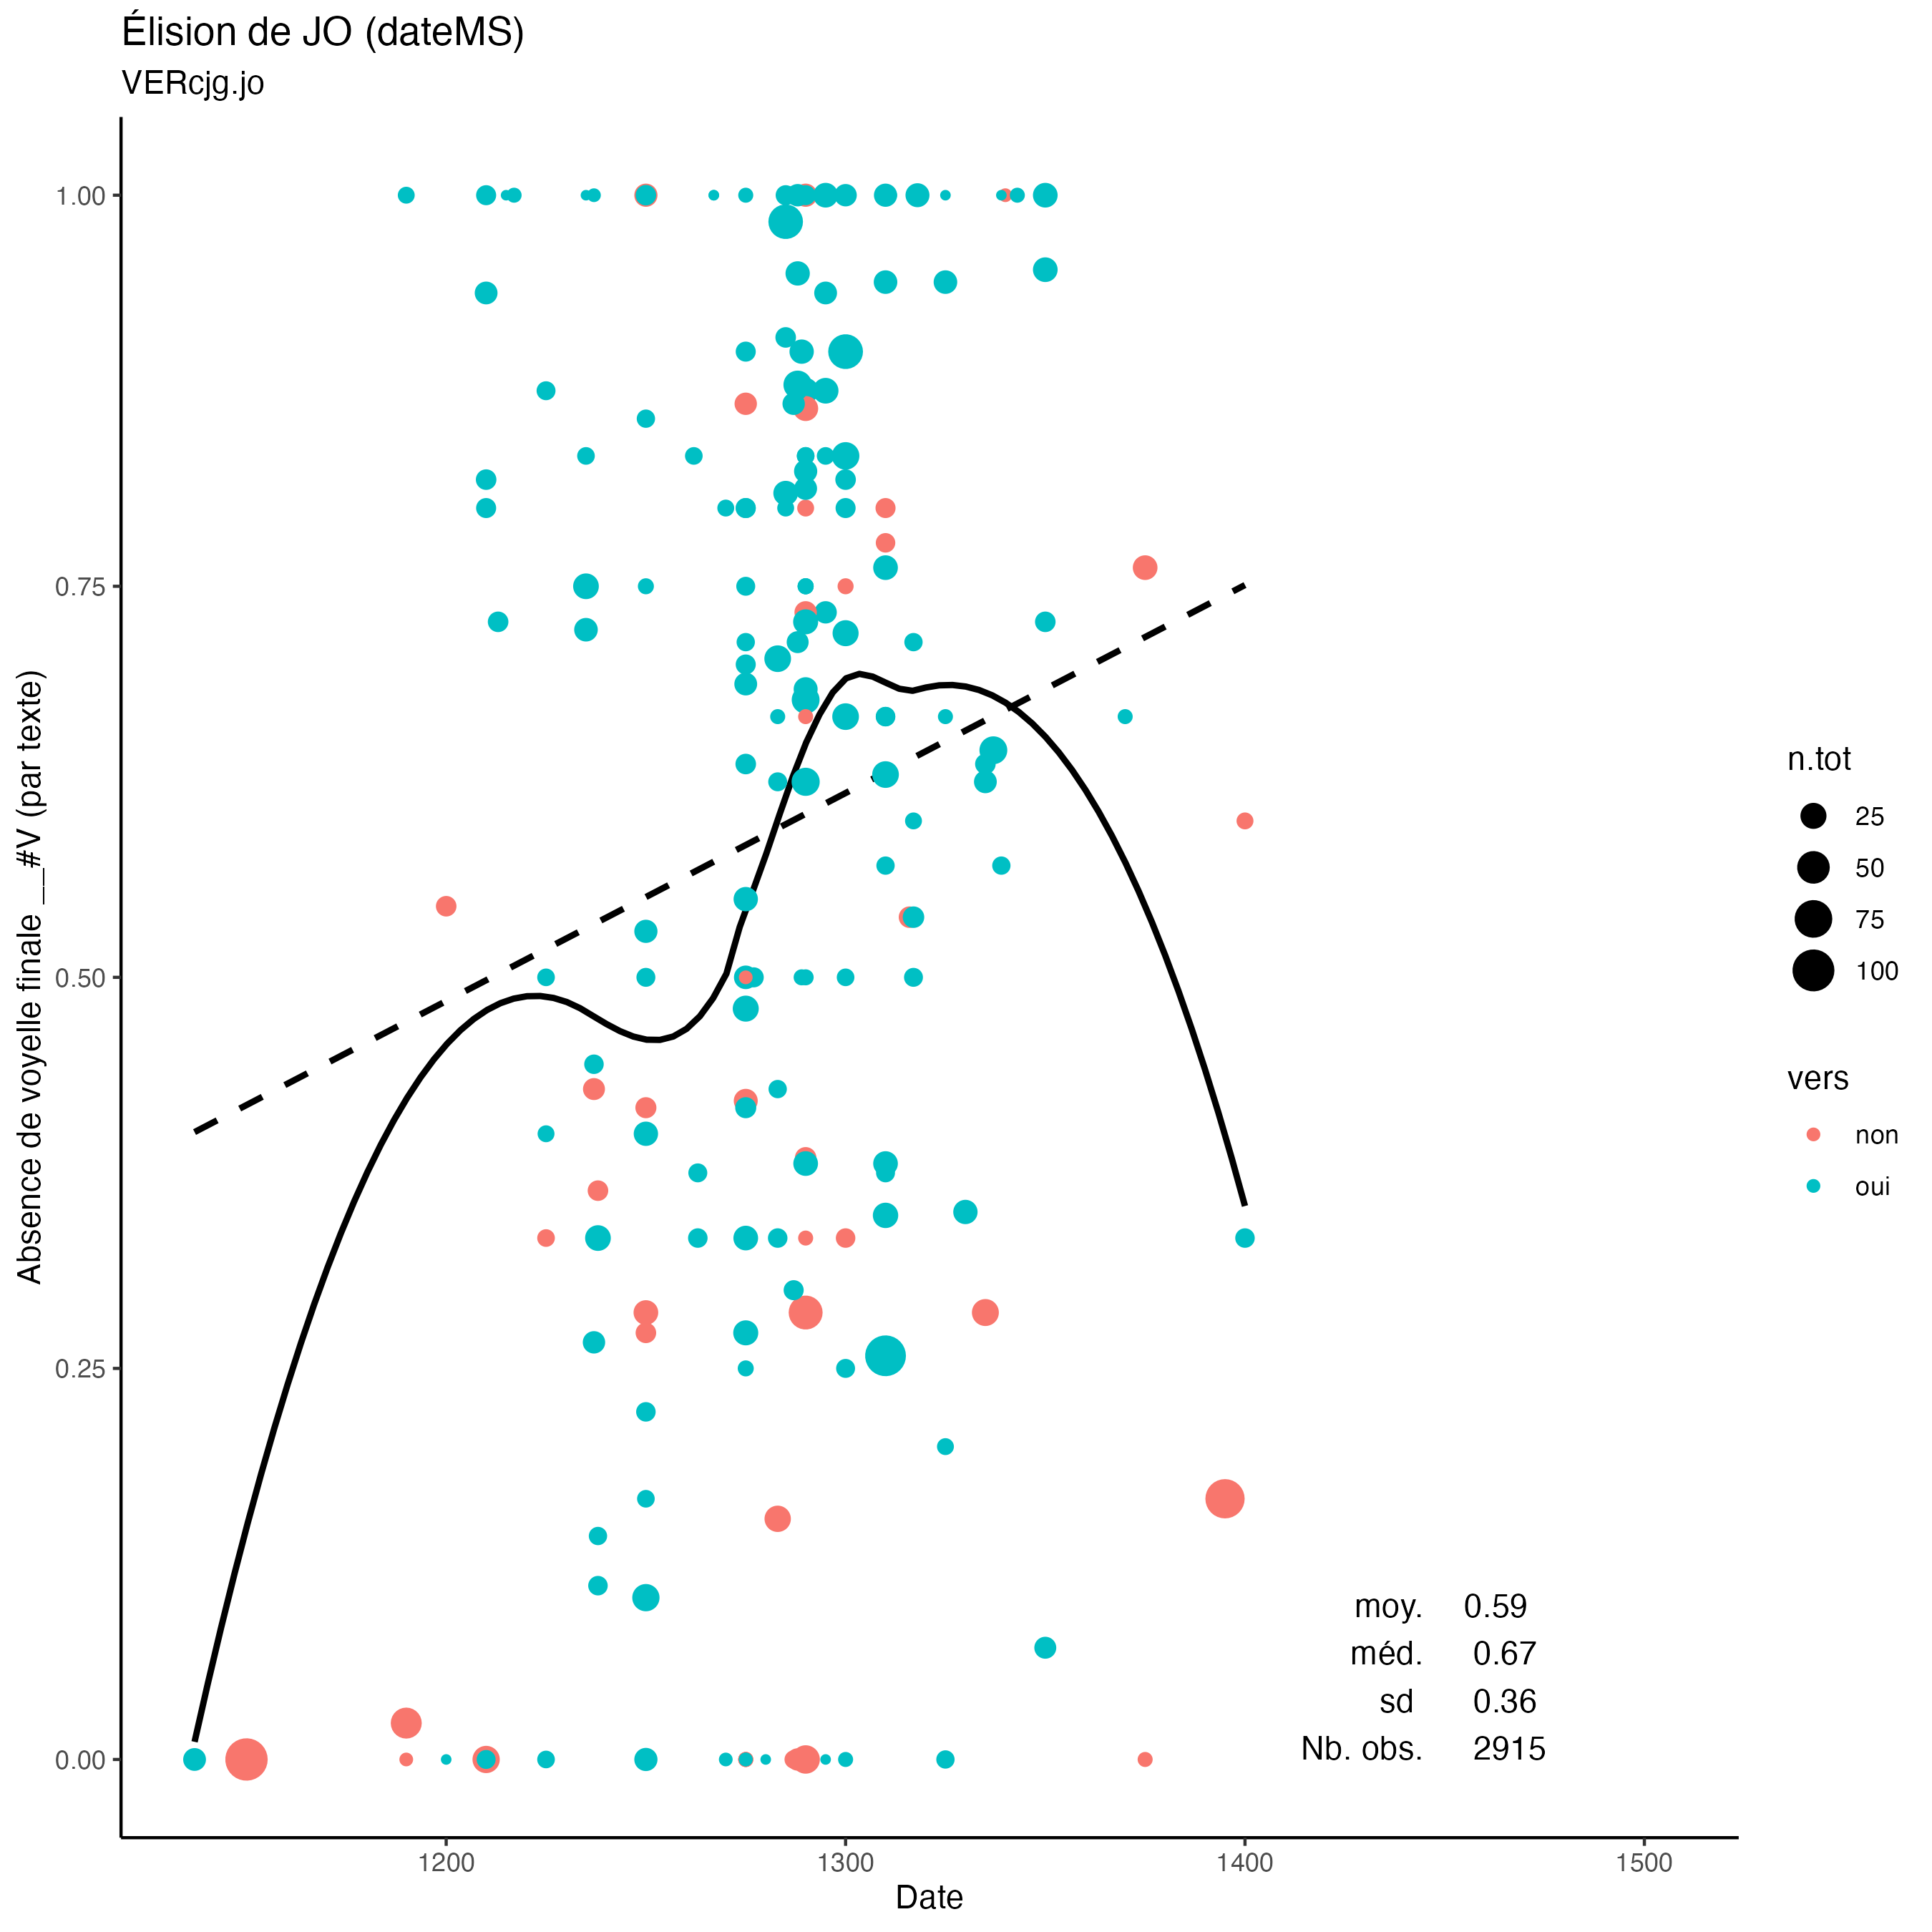 Élision de JO (dateMS)
VERcjg.jo
Absence de voyelle finale __#V (par texte)
1.00
0.75
0.50
0.25
0.00
1200
1300
1400
1500
Date
moy. 0.59
méd. 0.67
sd 0.36
Nb. obs. 2915
n.tot
25
50
75
100
vers
non
oui